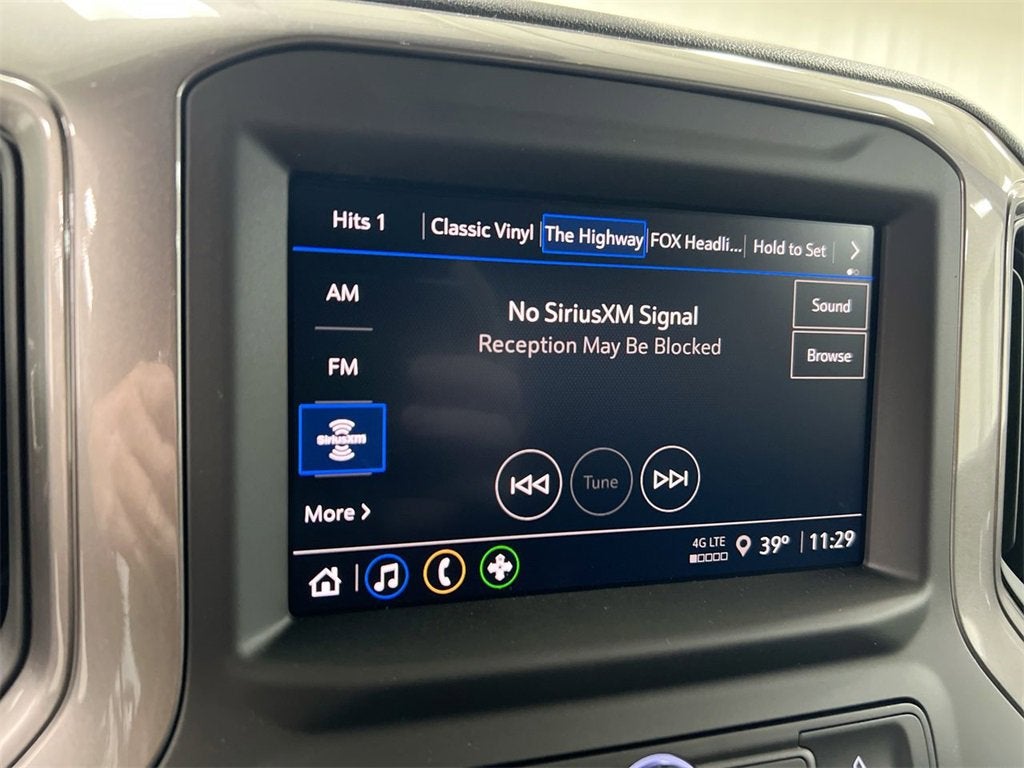 Hits 1 Classic Vinyl The Highway FOX Headli... Hold to Set
AM
No SiriusXM Signal
Sound
Reception May Be Blocked
Browse
FM
SiriusXM
Tune
More
4G LTE
39° 11:29